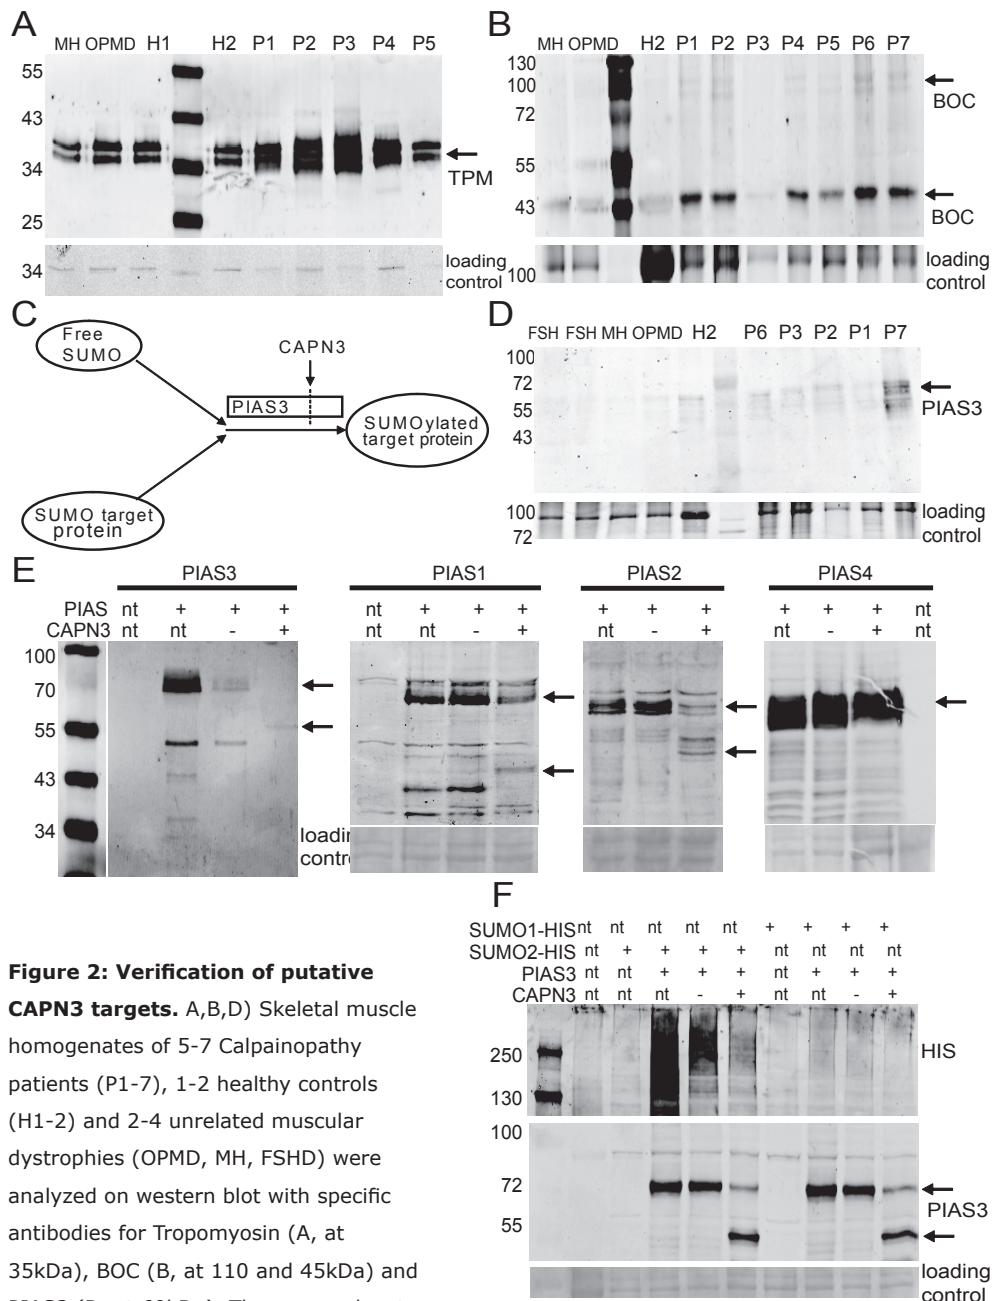 A
MH OPMD H1 H2 P1 P2 P3 P4 P5
55
43
34
25
TPM
34
loading
control
B
MH OPMD H2 P1 P2 P3 P4 P5 P6 P7
130
100
72
55
43
BOC
BOC
100
loading
control
C
Free
SUMO
CAPN3
PIAS3
SUMOylated
target protein
SUMO target
protein
D
FSH FSH MH OPMD H2 P6 P3 P2 P1 P7
100
72
55
43
PIAS3
100
72
loading
control
E
PIAS3 PIAS1 PIAS2 PIAS4
PIAS nt + + + nt + + + + + + + + + nt
CAPN3 nt nt - + nt nt - + nt - + nt - + nt
100
70
55
43
34
loadin
contr
F
SUMO1-HIS nt nt nt nt nt + + + +
SUMO2-HIS nt + + + + nt nt nt nt
PIAS3 nt nt + + + nt + + +
CAPN3 nt nt nt - + nt nt - +
250
130
HIS
100
72
55
PIAS3
loading
control
Figure 2: Verification of putative
CAPN3 targets. A,B,D) Skeletal muscle
homogenates of 5-7 Calpainopathy
patients (P1-7), 1-2 healthy controls
(H1-2) and 2-4 unrelated muscular
dystrophies (OPMD, MH, FSHD) were
analyzed on western blot with specific
antibodies for Tropomyosin (A, at
35kDa), BOC (B, at 110 and 45kDa) and